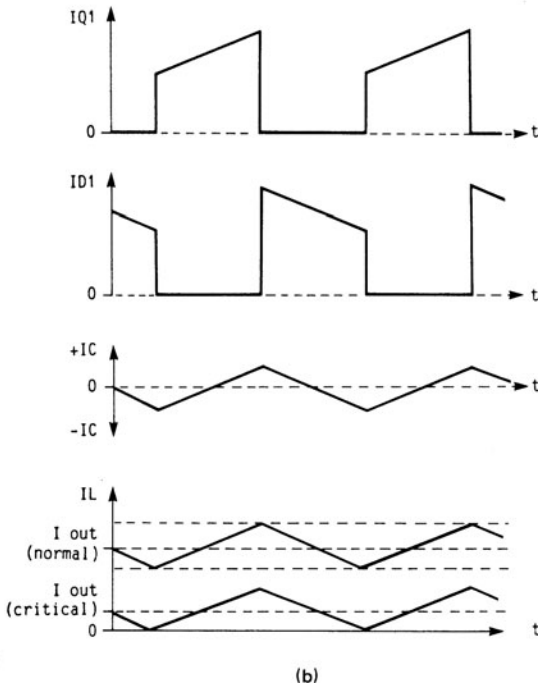 IQ1
0
t
ID1
0
t
+IC
0
t
-IC
IL
I out
(normal)
I out
(critical)
0
t
(b)